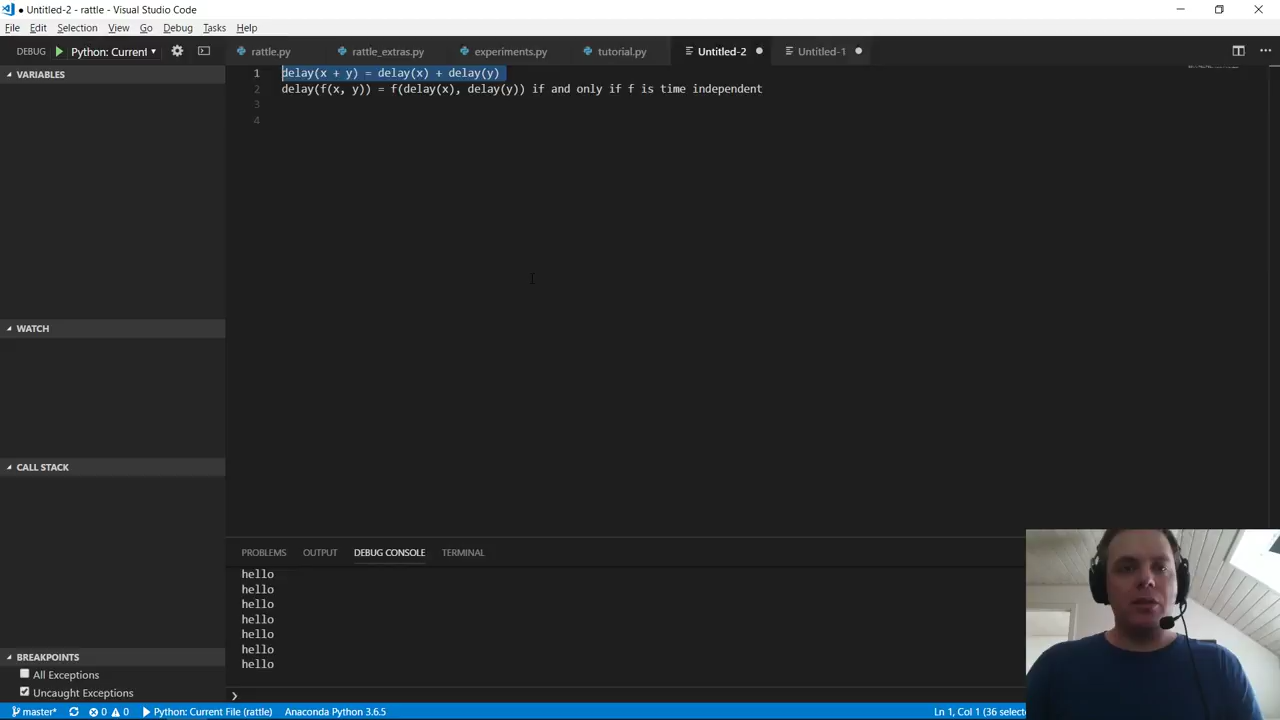 ● Untitled-2 - rattle - Visual Studio Code
File Edit Selection View Go Debug Tasks Help
DEBUG Python: Current
rattle.py rattle_extras.py experiments.py tutorial.py Untitled-2 Untitled-1
VARIABLES
1 delay(x + y) = delay(x) + delay(y)
2 delay(f(x, y)) = f(delay(x), delay(y)) if and only if f is time independent
3
4
WATCH
CALL STACK
PROBLEMS OUTPUT DEBUG CONSOLE TERMINAL
hello
hello
hello
hello
hello
hello
hello
BREAKPOINTS
All Exceptions
Uncaught Exceptions
master* 0 0 Python: Current File (rattle) Anaconda Python 3.6.5 Ln 1, Col 1 (36 selec